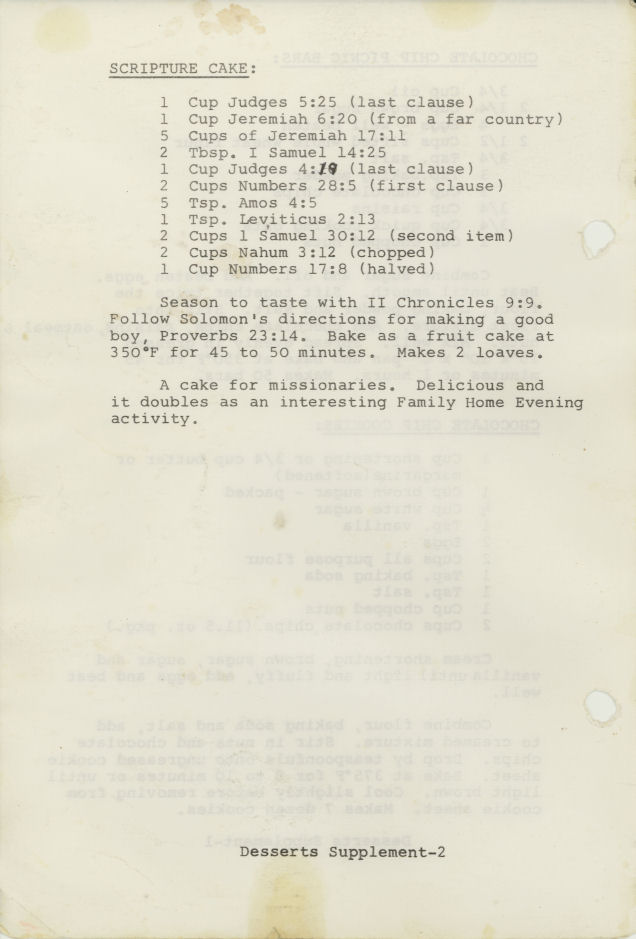 SCRIPTURE CAKE:
1 Cup Judges 5:25 (last clause)
1 Cup Jeremiah 6:20 (from a far country)
5 Cups of Jeremiah 17:11
2 Tbsp. I Samuel 14:25
1 Cup Judges 4:19 (last clause)
2 Cups Numbers 28:5 (first clause)
5 Tsp. Amos 4:5
1 Tsp. Leviticus 2:13
2 Cups 1 Samuel 30:12 (second item)
2 Cups Nahum 3:12 (chopped)
1 Cup Numbers 17:8 (halved)
Season to taste with II Chronicles 9:9.
Follow Solomon's directions for making a good
boy, Proverbs 23:14. Bake as a fruit cake at
350°F for 45 to 50 minutes. Makes 2 loaves.
A cake for missionaries. Delicious and
it doubles as an interesting Family Home Evening
activity.
Desserts Supplement-2